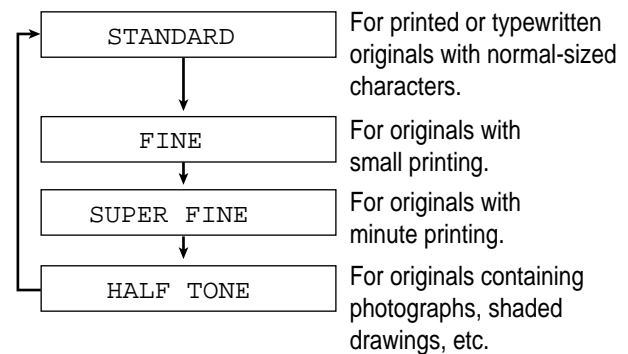 STANDARD
For printed or typewritten
originals with normal-sized
characters.
FINE
For originals with
small printing.
SUPER FINE
For originals with
minute printing.
HALF TONE
For originals containing
photographs, shaded
drawings, etc.